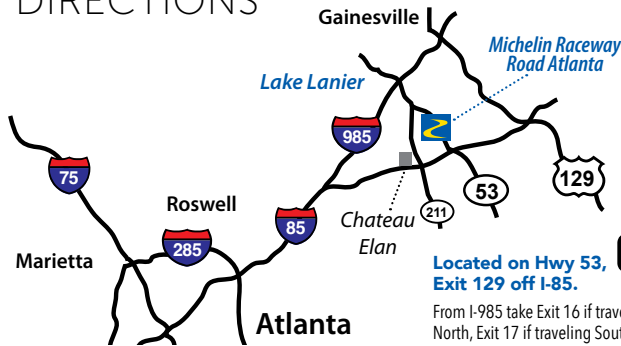 DIRECTIONS
Gainesville
Michelin Raceway
Road Atlanta
Lake Lanier
985
75
Roswell
129
53
211
85
Chateau
Elan
285
Marietta
Located on Hwy 53,
Exit 129 off I-85.
From I-985 take Exit 16 if
North, Exit 17 if traveling
Atlanta